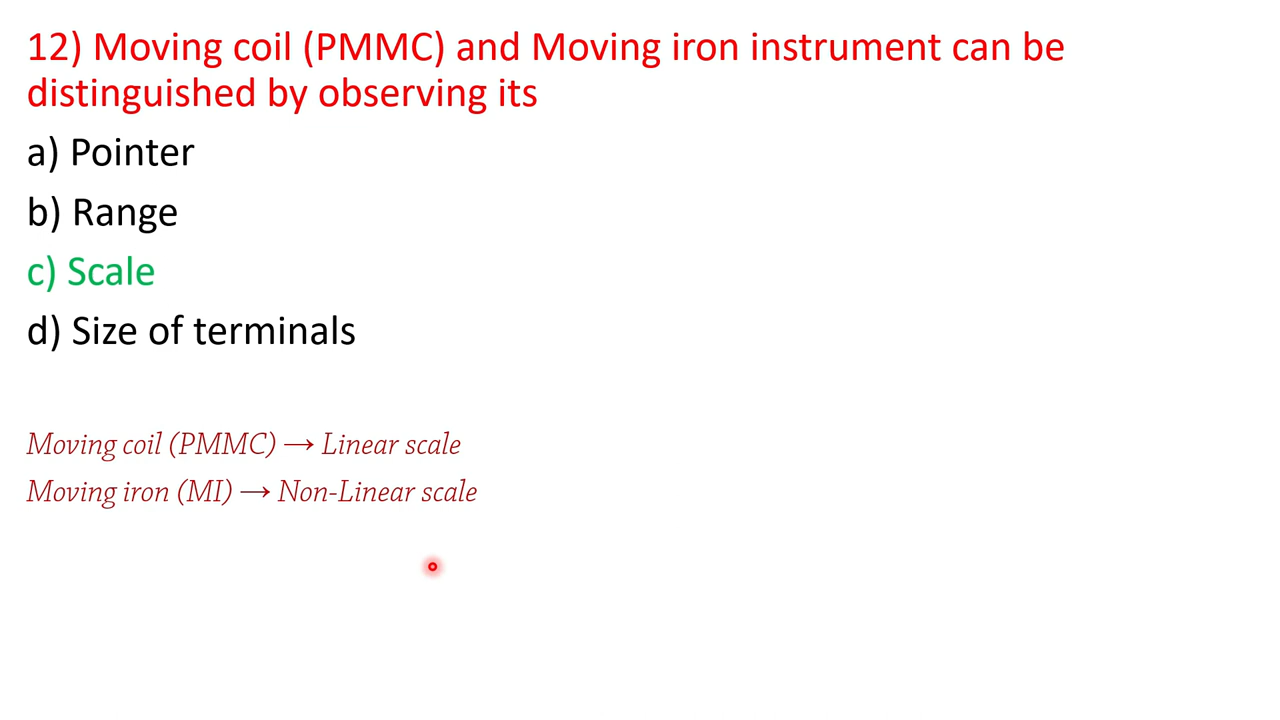 12) Moving coil (PMMC) and Moving iron instrument can be
distinguished by observing its
a) Pointer
b) Range
c) Scale
d) Size of terminals
Moving coil (PMMC) → Linear scale
Moving iron (MI) → Non-Linear scale